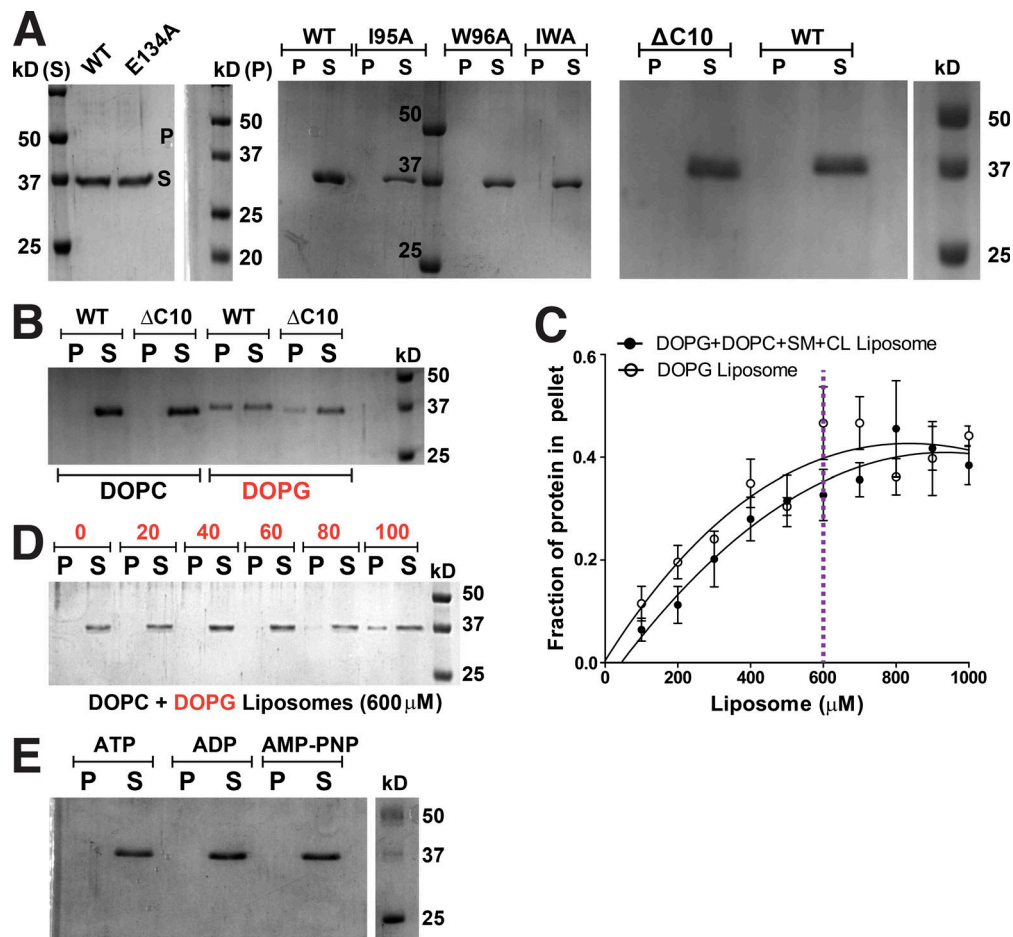 A
WT E134A
kD (S) kD (P)
50 P
37 S
25
50
37
25
20
WT I95A W96A IWA
P S P S P S P S
50
37
25
ΔC10 WT
P S P S kD
50
37
25
B
WT ΔC10 WT ΔC10
P S P S P S P S kD
50
37
25
DOPC DOPG
C
DOPG+DOPC+SM+CL Liposome
DOPG Liposome
Fraction of protein in pellet
0.6
0.4
0.2
0.0
0 200 400 600 800 1000
Liposome (μM)
D
0 20 40 60 80 100
P S P S P S P S P S P S kD
50
37
25
DOPC + DOPG Liposomes (600 μM)
E
ATP ADP AMP-PNP
P S P S P S kD
50
37
25